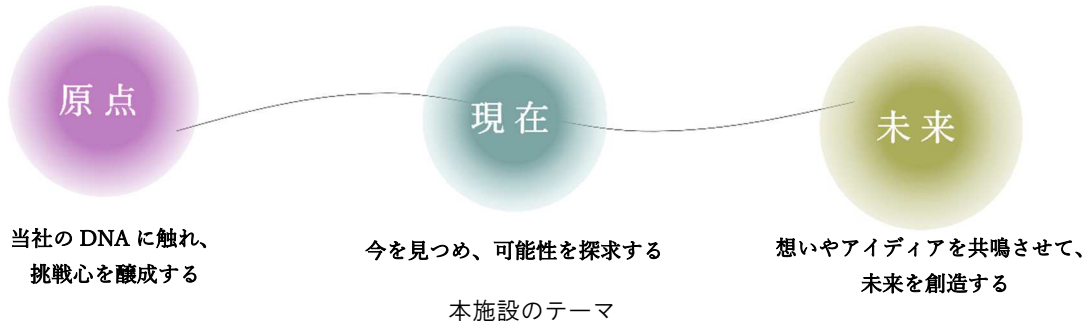 原点
当社の DNA に触れ、
挑戦心を醸成する
現在
今を見つめ、可能性を探求する
未来
想いやアイディアを共鳴させて、
未来を創造する
本施設のテーマ